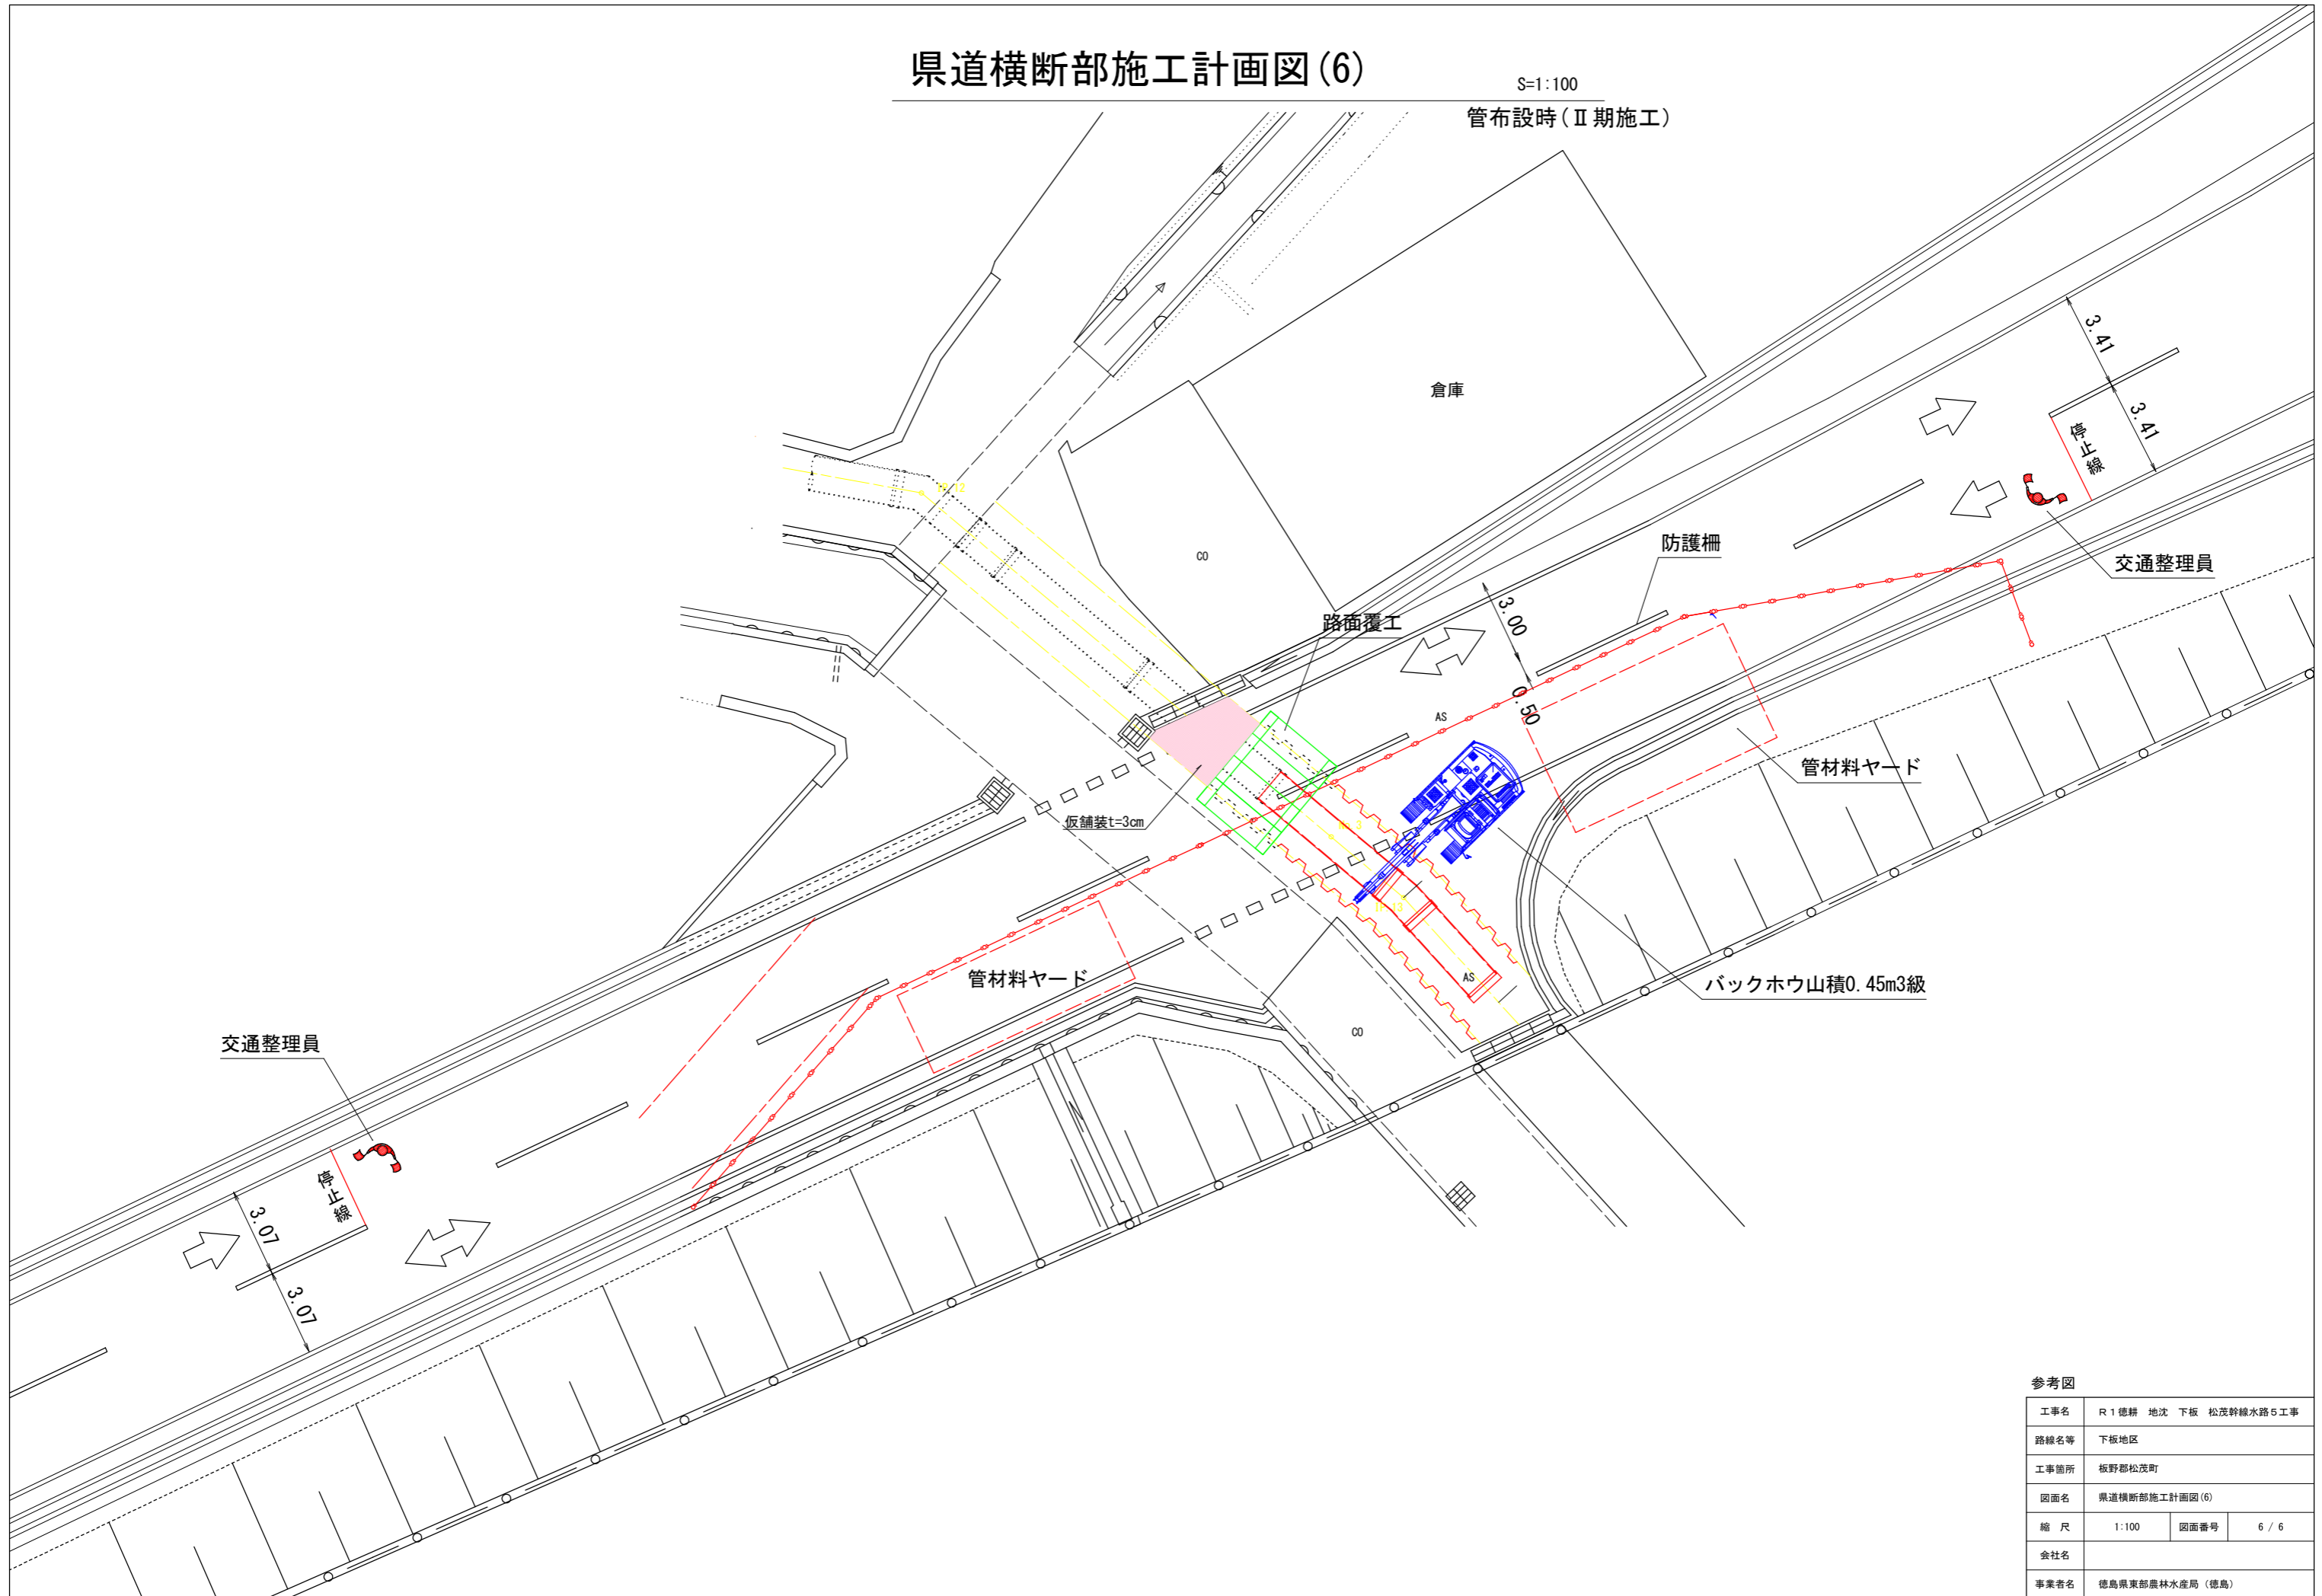 県道横断部施工計画図(6)
S=1:100
管布設時(Ⅱ期施工)
3.41
3.41
停止線
倉庫
防護柵
交通整理員
CO
3.00
0.50
路面覆工
AS
管材料ヤード
仮舗装t=3cm
管材料ヤード
AS
バックホウ山積0.45m3級
CO
交通整理員
停止線
3.07
3.07
参考図
工事名 R1徳耕 地沈 下板 松茂幹線水路5工事
路線名等 下板地区
工事箇所 板野郡松茂町
図面名 県道横断部施工計画図(6)
縮 尺 1:100 図面番号 6 / 6
会社名
事業者名 徳島県東部農林水産局(徳島)